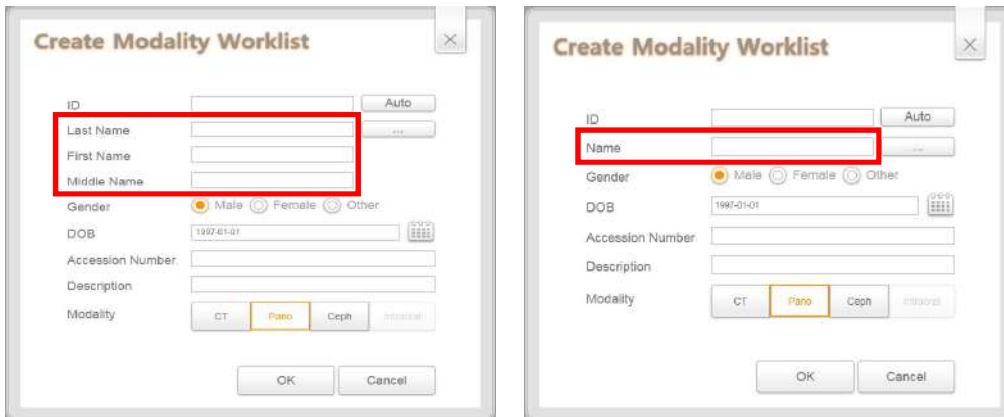 Create Modality Worklist
ID
Auto
Last Name
...
First Name
Middle Name
Gender
Male Female Other
DOB
1997-01-01
Accession Number
Description
Modality
CT Pano Ceph Intraoral
OK Cancel
Create Modality Worklist
ID
Auto
Name
...
Gender
Male Female Other
DOB
1997-01-01
Accession Number
Description
Modality
CT Pano Ceph Intraoral
OK Cancel